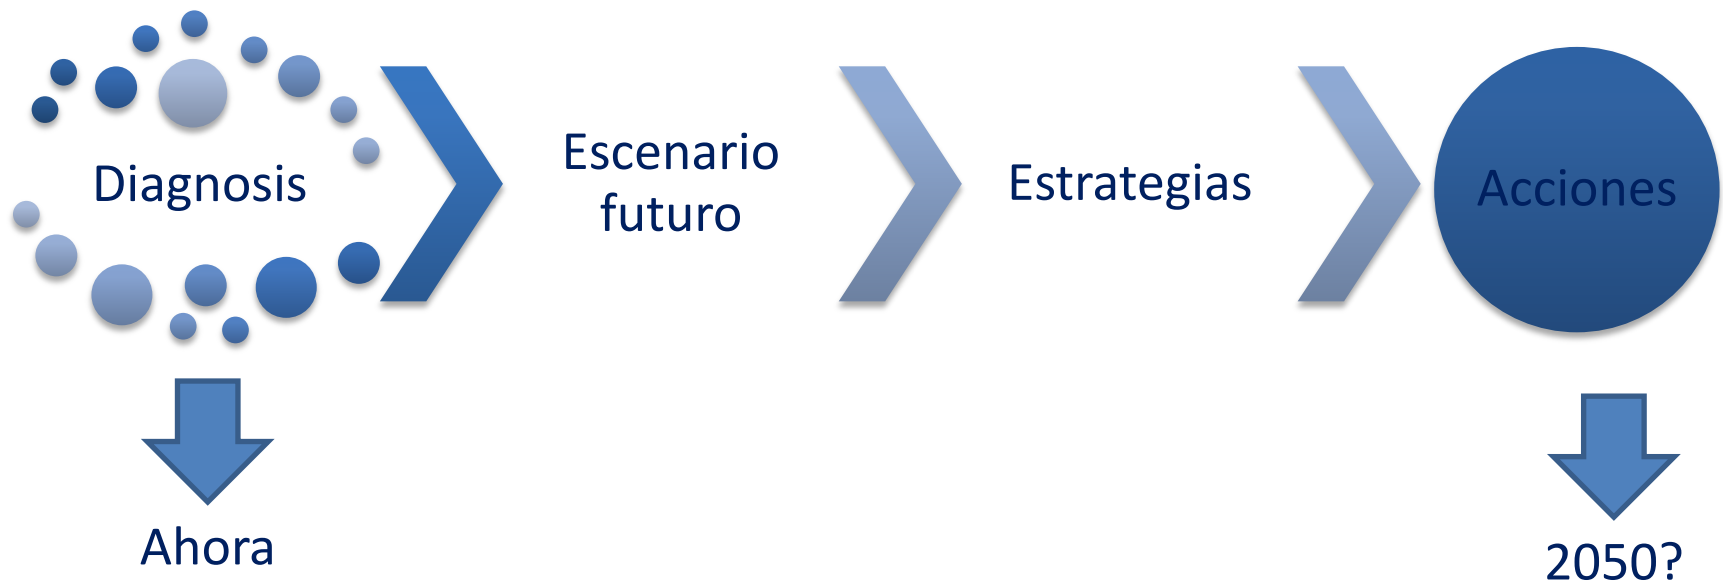 Diagnosis
Escenario
futuro
Estrategias
Acciones
Ahora
2050?